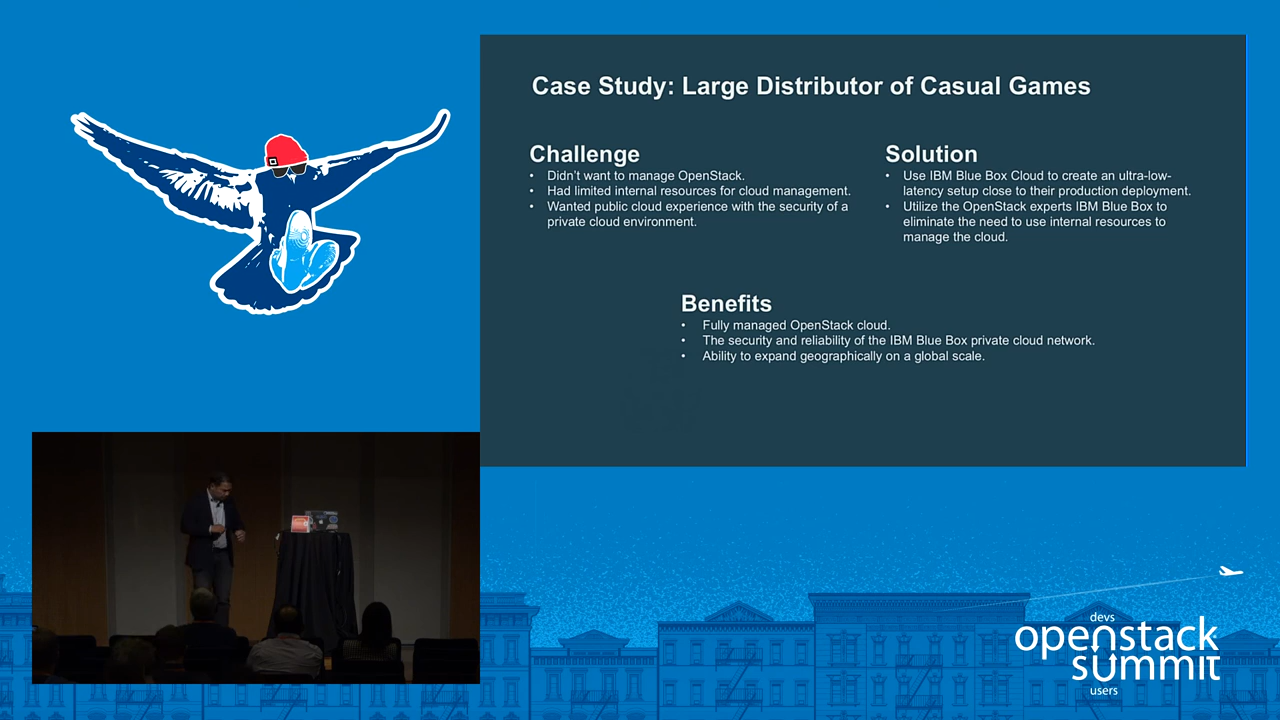 Case Study: Large Distributor of Casual Games
Challenge
• Didn't want to manage OpenStack.
• Had limited internal resources for cloud management.
• Wanted public cloud experience with the security of a
private cloud environment.
Solution
• Use IBM Blue Box Cloud to create an ultra-low-
latency setup close to their production deployment.
• Utilize the OpenStack experts IBM Blue Box to
eliminate the need to use internal resources to
manage the cloud.
Benefits
• Fully managed OpenStack cloud.
• The security and reliability of the IBM Blue Box private cloud network.
• Ability to expand geographically on a global scale.
devs
openstack
summit
users